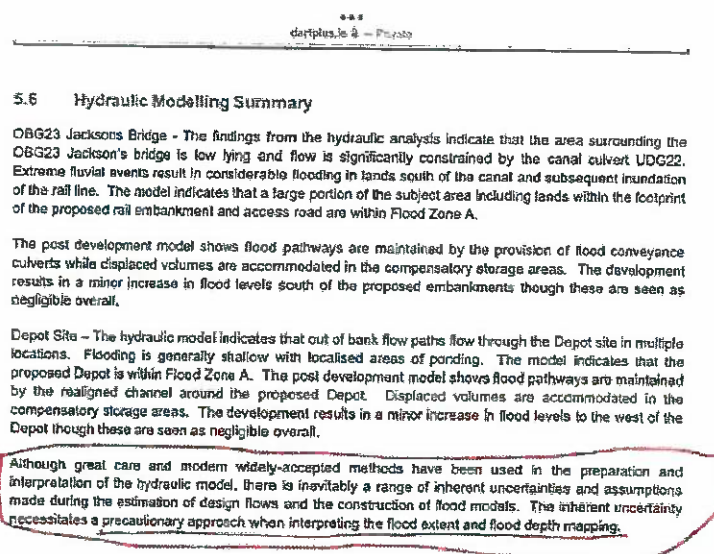 dartplus.ie
5.6 Hydraulic Modelling Summary
OBG23 Jacksons Bridge - The findings from the hydraulic analysis indicate that the area surrounding the
OBG23 Jackson's bridge is low lying and flow is significantly constrained by the canal culvert UDG22.
Extreme fluvial events result in considerable flooding in lands south of the canal and subsequent inundation
of the rail line. The model indicates that a large portion of the subject area including lands within the footprint
of the proposed rail embankment and access road are within Flood Zone A.
The post development model shows flood pathways are maintained by the provision of flood conveyance
culverts while displaced volumes are accommodated in the compensatory storage areas. The development
results in a minor increase in flood levels south of the proposed embankments though these are seen as
negligible overall.
Depot Site – The hydraulic model indicates that out of bank flow paths flow through the Depot site in multiple
locations. Flooding is generally shallow with localised areas of ponding. The model indicates that the
proposed Depot is within Flood Zone A. The post development model shows flood pathways are maintained
by the realigned channel around the proposed Depot. Displaced volumes are accommodated in the
compensatory storage areas. The development results in a minor increase in flood levels to the west of the
Depot though these are seen as negligible overall.
Although great care and modern widely-accepted methods have been used in the preparation and
interpretation of the hydraulic model, there is inevitably a range of inherent uncertainties and assumptions
made during the estimation of design flows and the construction of flood models. The inherent uncertainty
necessitates a precautionary approach when interpreting the flood extent and flood depth mapping.